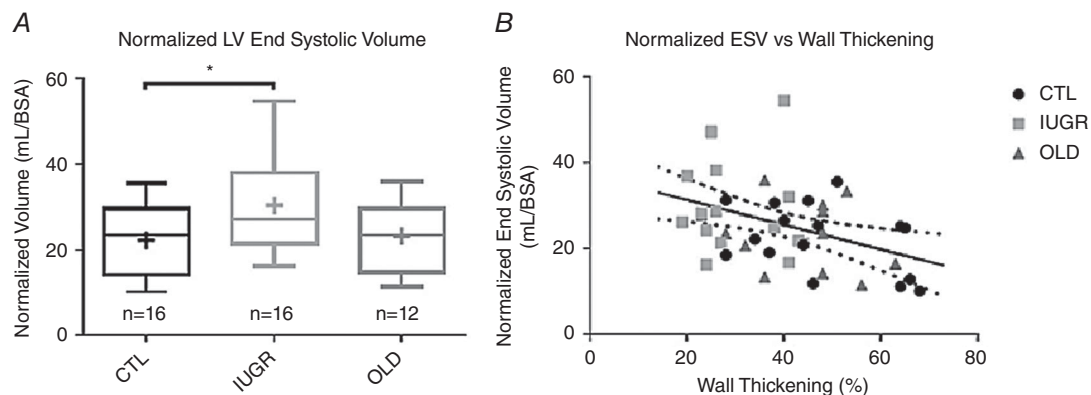 A
Normalized LV End Systolic Volume
Normalized Volume (mL/BSA)
60
40
20
0
*
n=16
n=16
n=12
CTL
IUGR
OLD
B
Normalized ESV vs Wall Thickening
Normalized End Systolic Volume
(mL/BSA)
60
40
20
0
0
20
40
60
80
Wall Thickening (%)
CTL
IUGR
OLD